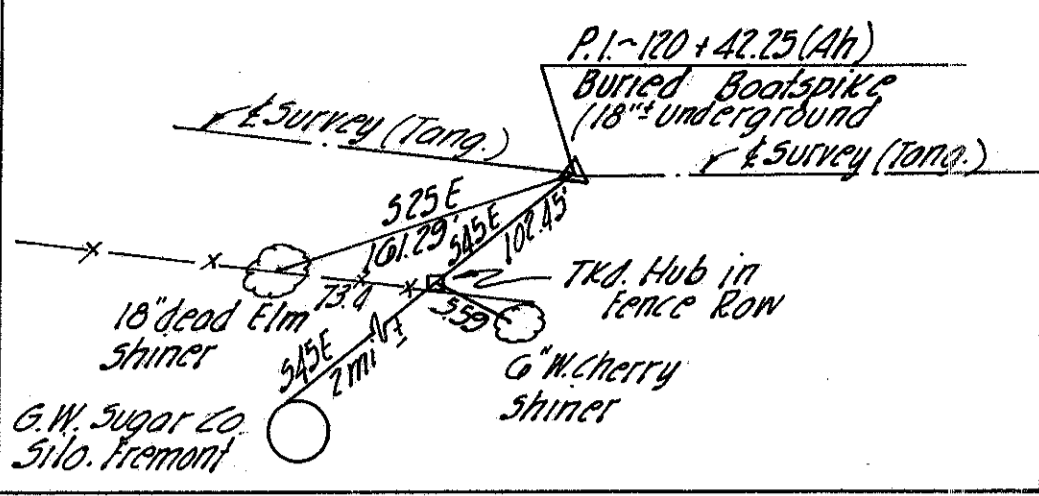 P.I.~120+42.25(Ah)
Buried Boatspike
18"± underground
℄ Survey (Tang.)
℄ Survey (Tang.)
S25E
161.29'
S45E
102.45'
Tkd. Hub in
Fence Row
73.4
5.59
18" dead Elm
Shiner
6" W. Cherry
Shiner
S45E
2 mi ±
G.W. Sugar Co.
Silo. Fremont